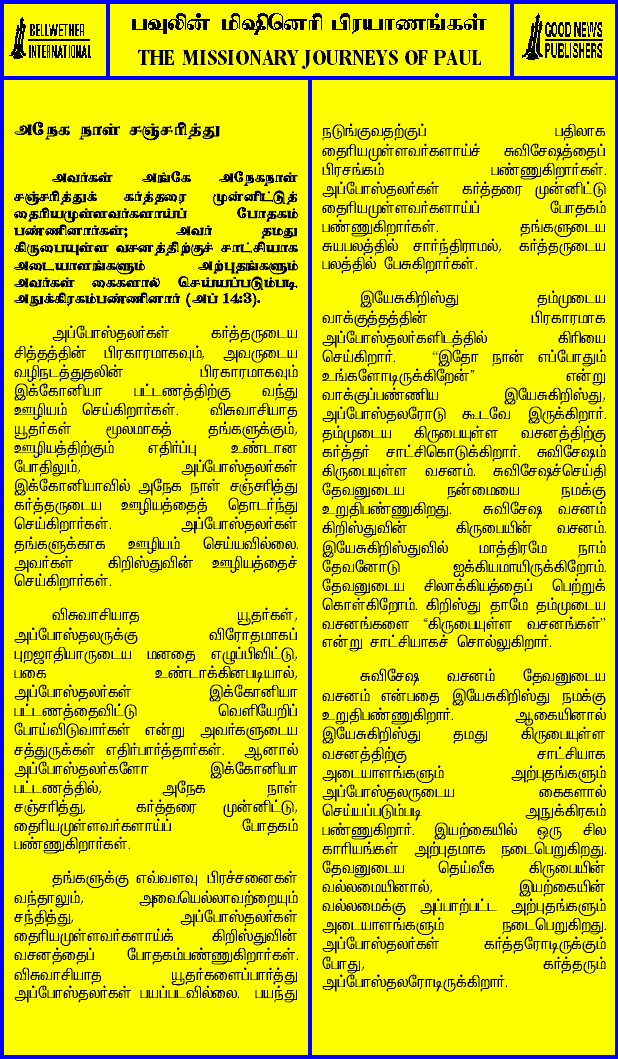 BELLWETHER
INTERNATIONAL
பவுலின் மிஷினெரி பிரயாணங்கள்
THE MISSIONARY JOURNEYS OF PAUL
GOOD NEWS
PUBLISHERS
அநேக நாள் சஞ்சரித்து
அவர்கள் அங்கே அநேகநாள்
சஞ்சரித்துக் கர்த்தரை முன்னிட்டுத்
தைரியமுள்ளவர்களாய்ப் போதகம்
பண்ணினார்கள்; அவர் தமது
கிருபையுள்ள வசனத்திற்குச் சாட்சியாக
அடையாளங்களும் அற்புதங்களும்
அவர்கள் கைகளால் செய்யப்படும்படி
அநுக்கிரகம்பண்ணினார் (அப் 14:3).
அப்போஸ்தலர்கள் கர்த்தருடைய
சித்தத்தின் பிரகாரமாகவும், அவருடைய
வழிநடத்துதலின் பிரகாரமாகவும்
இக்கோனியா பட்டணத்திற்கு வந்து
ஊழியம் செய்கிறார்கள். விசுவாசியாத
யூதர்கள் மூலமாகத் தங்களுக்கும்,
ஊழியத்திற்கும் எதிர்ப்பு உண்டான
போதிலும், அப்போஸ்தலர்கள்
இக்கோனியாவில் அநேக நாள் சஞ்சரித்து
கர்த்தருடைய ஊழியத்தைத் தொடர்ந்து
செய்கிறார்கள். அப்போஸ்தலர்கள்
தங்களுக்காக ஊழியம் செய்யவில்லை.
அவர்கள் கிறிஸ்துவின் ஊழியத்தைச்
செய்கிறார்கள்.
விசுவாசியாத யூதர்கள்,
அப்போஸ்தலருக்கு விரோதமாகப்
புறஜாதியாருடைய மனதை எழுப்பிவிட்டு,
பகை உண்டாக்கினபடியால்,
அப்போஸ்தலர்கள் இக்கோனியா
பட்டணத்தைவிட்டு வெளியேறிப்
போய்விடுவார்கள் என்று அவர்களுடைய
சத்துருக்கள் எதிர்பார்த்தார்கள். ஆனால்
அப்போஸ்தலர்களோ இக்கோனியா
பட்டணத்தில், அநேக நாள்
சஞ்சரித்து, கர்த்தரை முன்னிட்டு,
தைரியமுள்ளவர்களாய்ப் போதகம்
பண்ணுகிறார்கள்.
தங்களுக்கு எவ்வளவு பிரச்சனைகள்
வந்தாலும், அவையெல்லாவற்றையும்
சந்தித்து, அப்போஸ்தலர்கள்
தைரியமுள்ளவர்களாய்க் கிறிஸ்துவின்
வசனத்தைப் போதகம்பண்ணுகிறார்கள்.
விசுவாசியாத யூதர்களைப்பார்த்து
அப்போஸ்தலர்கள் பயப்படவில்லை. பயந்து
நடுங்குவதற்குப் பதிலாக
தைரியமுள்ளவர்களாய்ச் சுவிசேஷத்தைப்
பிரசங்கம் பண்ணுகிறார்கள்.
அப்போஸ்தலர்கள் கர்த்தரை முன்னிட்டு
தைரியமுள்ளவர்களாய்ப் போதகம்
பண்ணுகிறார்கள். தங்களுடைய
சுயபலத்தில் சார்ந்திராமல், கர்த்தருடைய
பலத்தில் பேசுகிறார்கள்.
இயேசுகிறிஸ்து தம்முடைய
வாக்குத்தத்தின் பிரகாரமாக
அப்போஸ்தலர்களிடத்தில் கிரியை
செய்கிறார். “இதோ நான் எப்போதும்
உங்களோடிருக்கிறேன்” என்று
வாக்குப்பண்ணிய இயேசுகிறிஸ்து,
அப்போஸ்தலரோடு கூடவே இருக்கிறார்.
தம்முடைய கிருபையுள்ள வசனத்திற்கு
கர்த்தர் சாட்சிகொடுக்கிறார். சுவிசேஷம்
கிருபையுள்ள வசனம். சுவிசேஷச்செய்தி
தேவனுடைய நன்மையை நமக்கு
உறுதிபண்ணுகிறது. சுவிசேஷ வசனம்
கிறிஸ்துவின் கிருபையின் வசனம்.
இயேசுகிறிஸ்துவில் மாத்திரமே நாம்
தேவனோடு ஐக்கியமாயிருக்கிறோம்.
தேவனுடைய சிலாக்கியத்தைப் பெற்றுக்
கொள்கிறோம். கிறிஸ்து தாமே தம்முடைய
வசனங்களை “கிருபையுள்ள வசனங்கள்”
என்று சாட்சியாகச் சொல்லுகிறார்.
சுவிசேஷ வசனம் தேவனுடைய
வசனம் என்பதை இயேசுகிறிஸ்து நமக்கு
உறுதிபண்ணுகிறார். ஆகையினால்
இயேசுகிறிஸ்து தமது கிருபையுள்ள
வசனத்திற்கு சாட்சியாக
அடையாளங்களும் அற்புதங்களும்
அப்போஸ்தலருடைய கைகளால்
செய்யப்படும்படி அநுக்கிரகம்
பண்ணுகிறார். இயற்கையில் ஒரு சில
காரியங்கள் அற்புதமாக நடைபெறுகிறது.
தேவனுடைய தெய்வீக கிருபையின்
வல்லமையினால், இயற்கையின்
வல்லமைக்கு அப்பாற்பட்ட அற்புதங்களும்
அடையாளங்களும் நடைபெறுகிறது.
அப்போஸ்தலர்கள் கர்த்தரோடிருக்கும்
போது, கர்த்தரும்
அப்போஸ்தலரோடிருக்கிறார்.